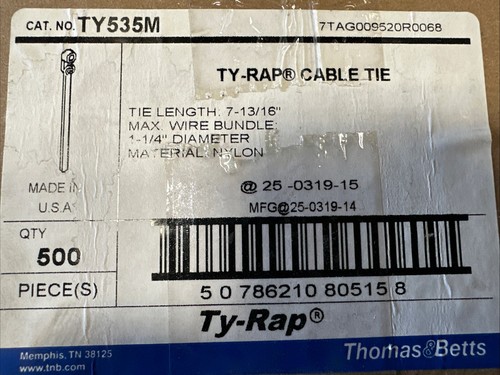 CAT. NO. TY535M
7TAG009520R0068
TY-RAP® CABLE TIE
TIE LENGTH: 7-13/16"
MAX. WIRE BUNDLE:
1-1/4" DIAMETER
MATERIAL: NYLON
MADE IN
U.S.A
@ 25 -0319-15
MFG@25-0319-14
QTY
500
PIECE(S)
5 0 786210 80515 8
Ty-Rap®
Memphis, TN 38125
www.tnb.com
Thomas&Betts